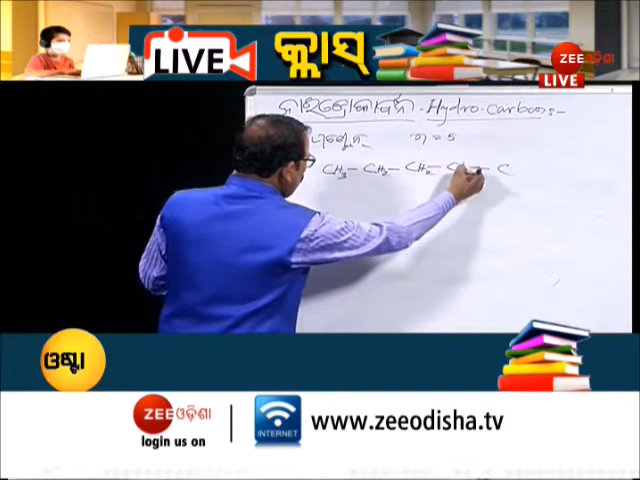 LIVE କ୍ଲାସ୍
ZEE ଓଡ଼ିଶା
LIVE
ହାଇଡ୍ରୋକାର୍ବନ - Hydro-Carbon :-
n = 5
CH3 - CH2 - CH2 - C
ଓଷ୍ଟା
ZEE ଓଡ଼ିଶା
login us on
INTERNET
www.zeeodisha.tv